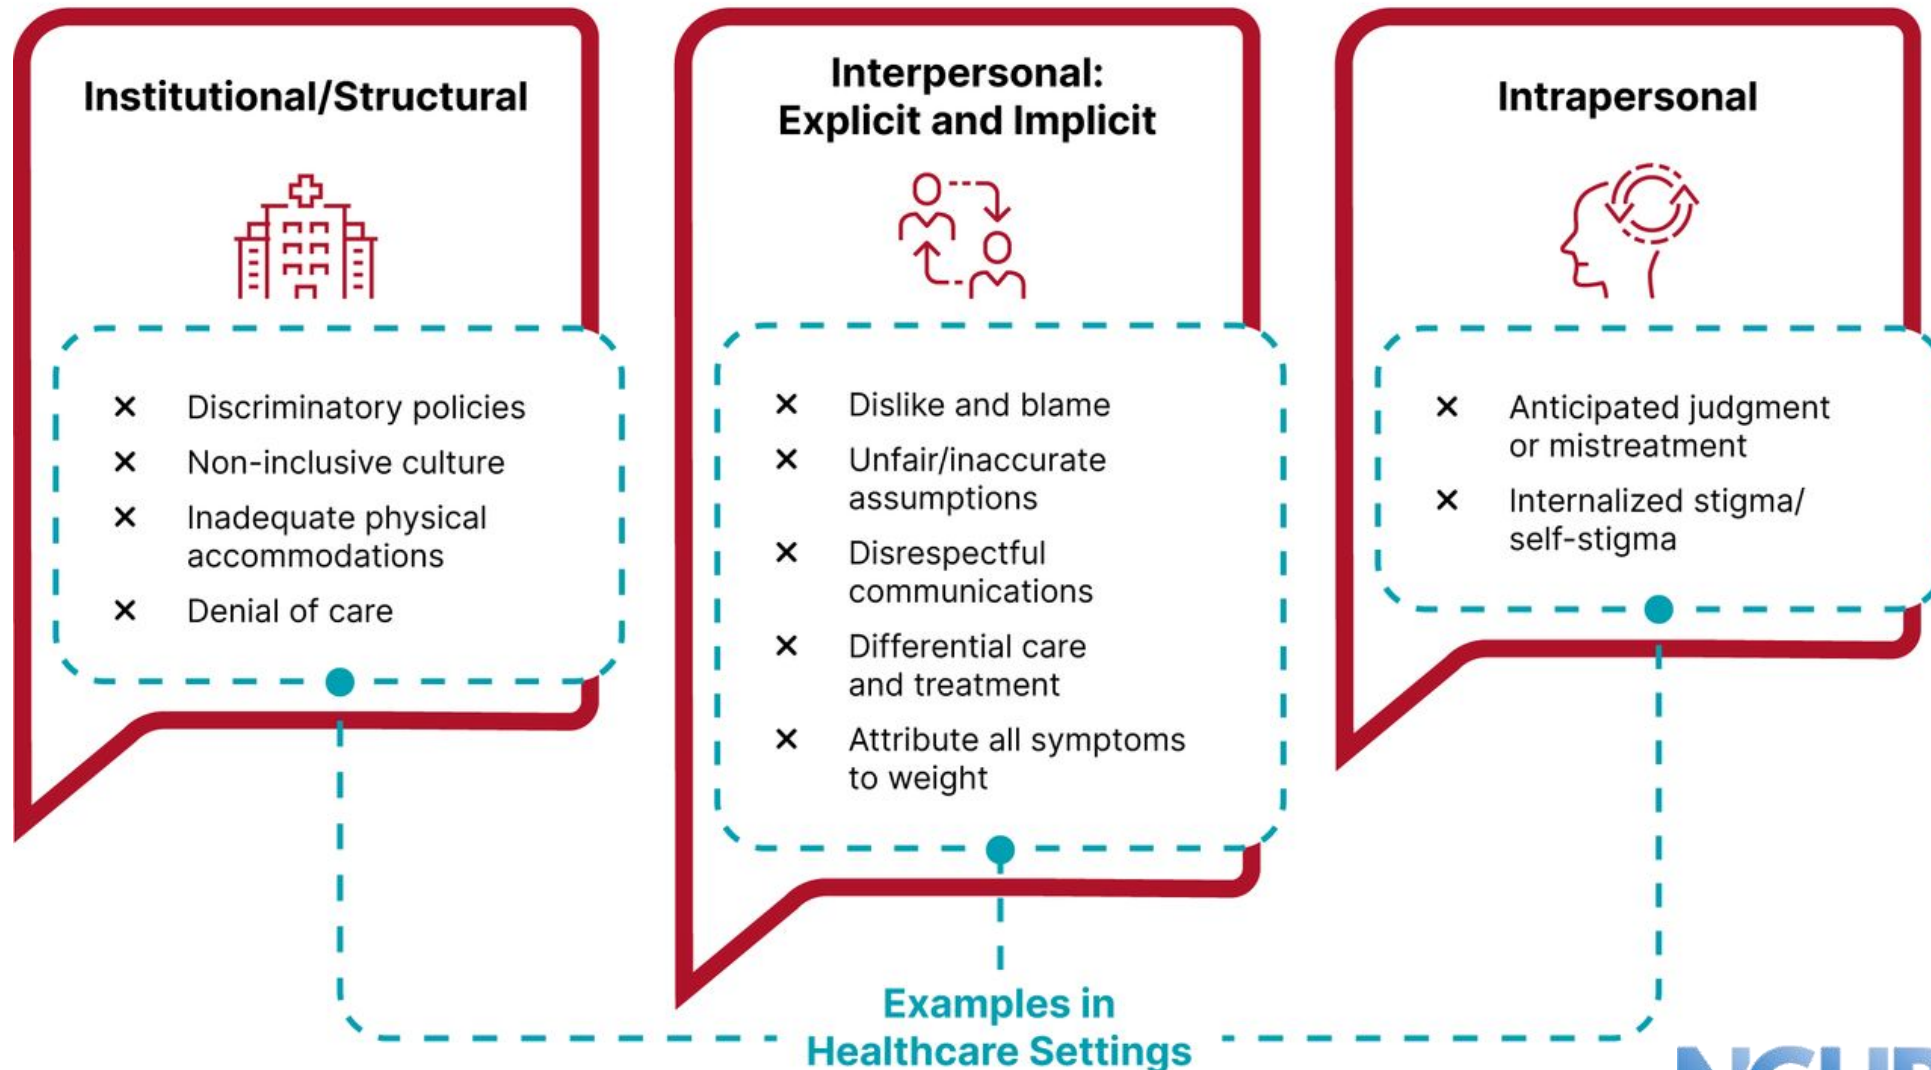 Institutional/Structural
× Discriminatory policies
× Non-inclusive culture
× Inadequate physical
accommodations
× Denial of care
Interpersonal:
Explicit and Implicit
× Dislike and blame
× Unfair/inaccurate
assumptions
× Disrespectful
communications
× Differential care
and treatment
× Attribute all symptoms
to weight
Intrapersonal
× Anticipated judgment
or mistreatment
× Internalized stigma/
self-stigma
Examples in
Healthcare Settings